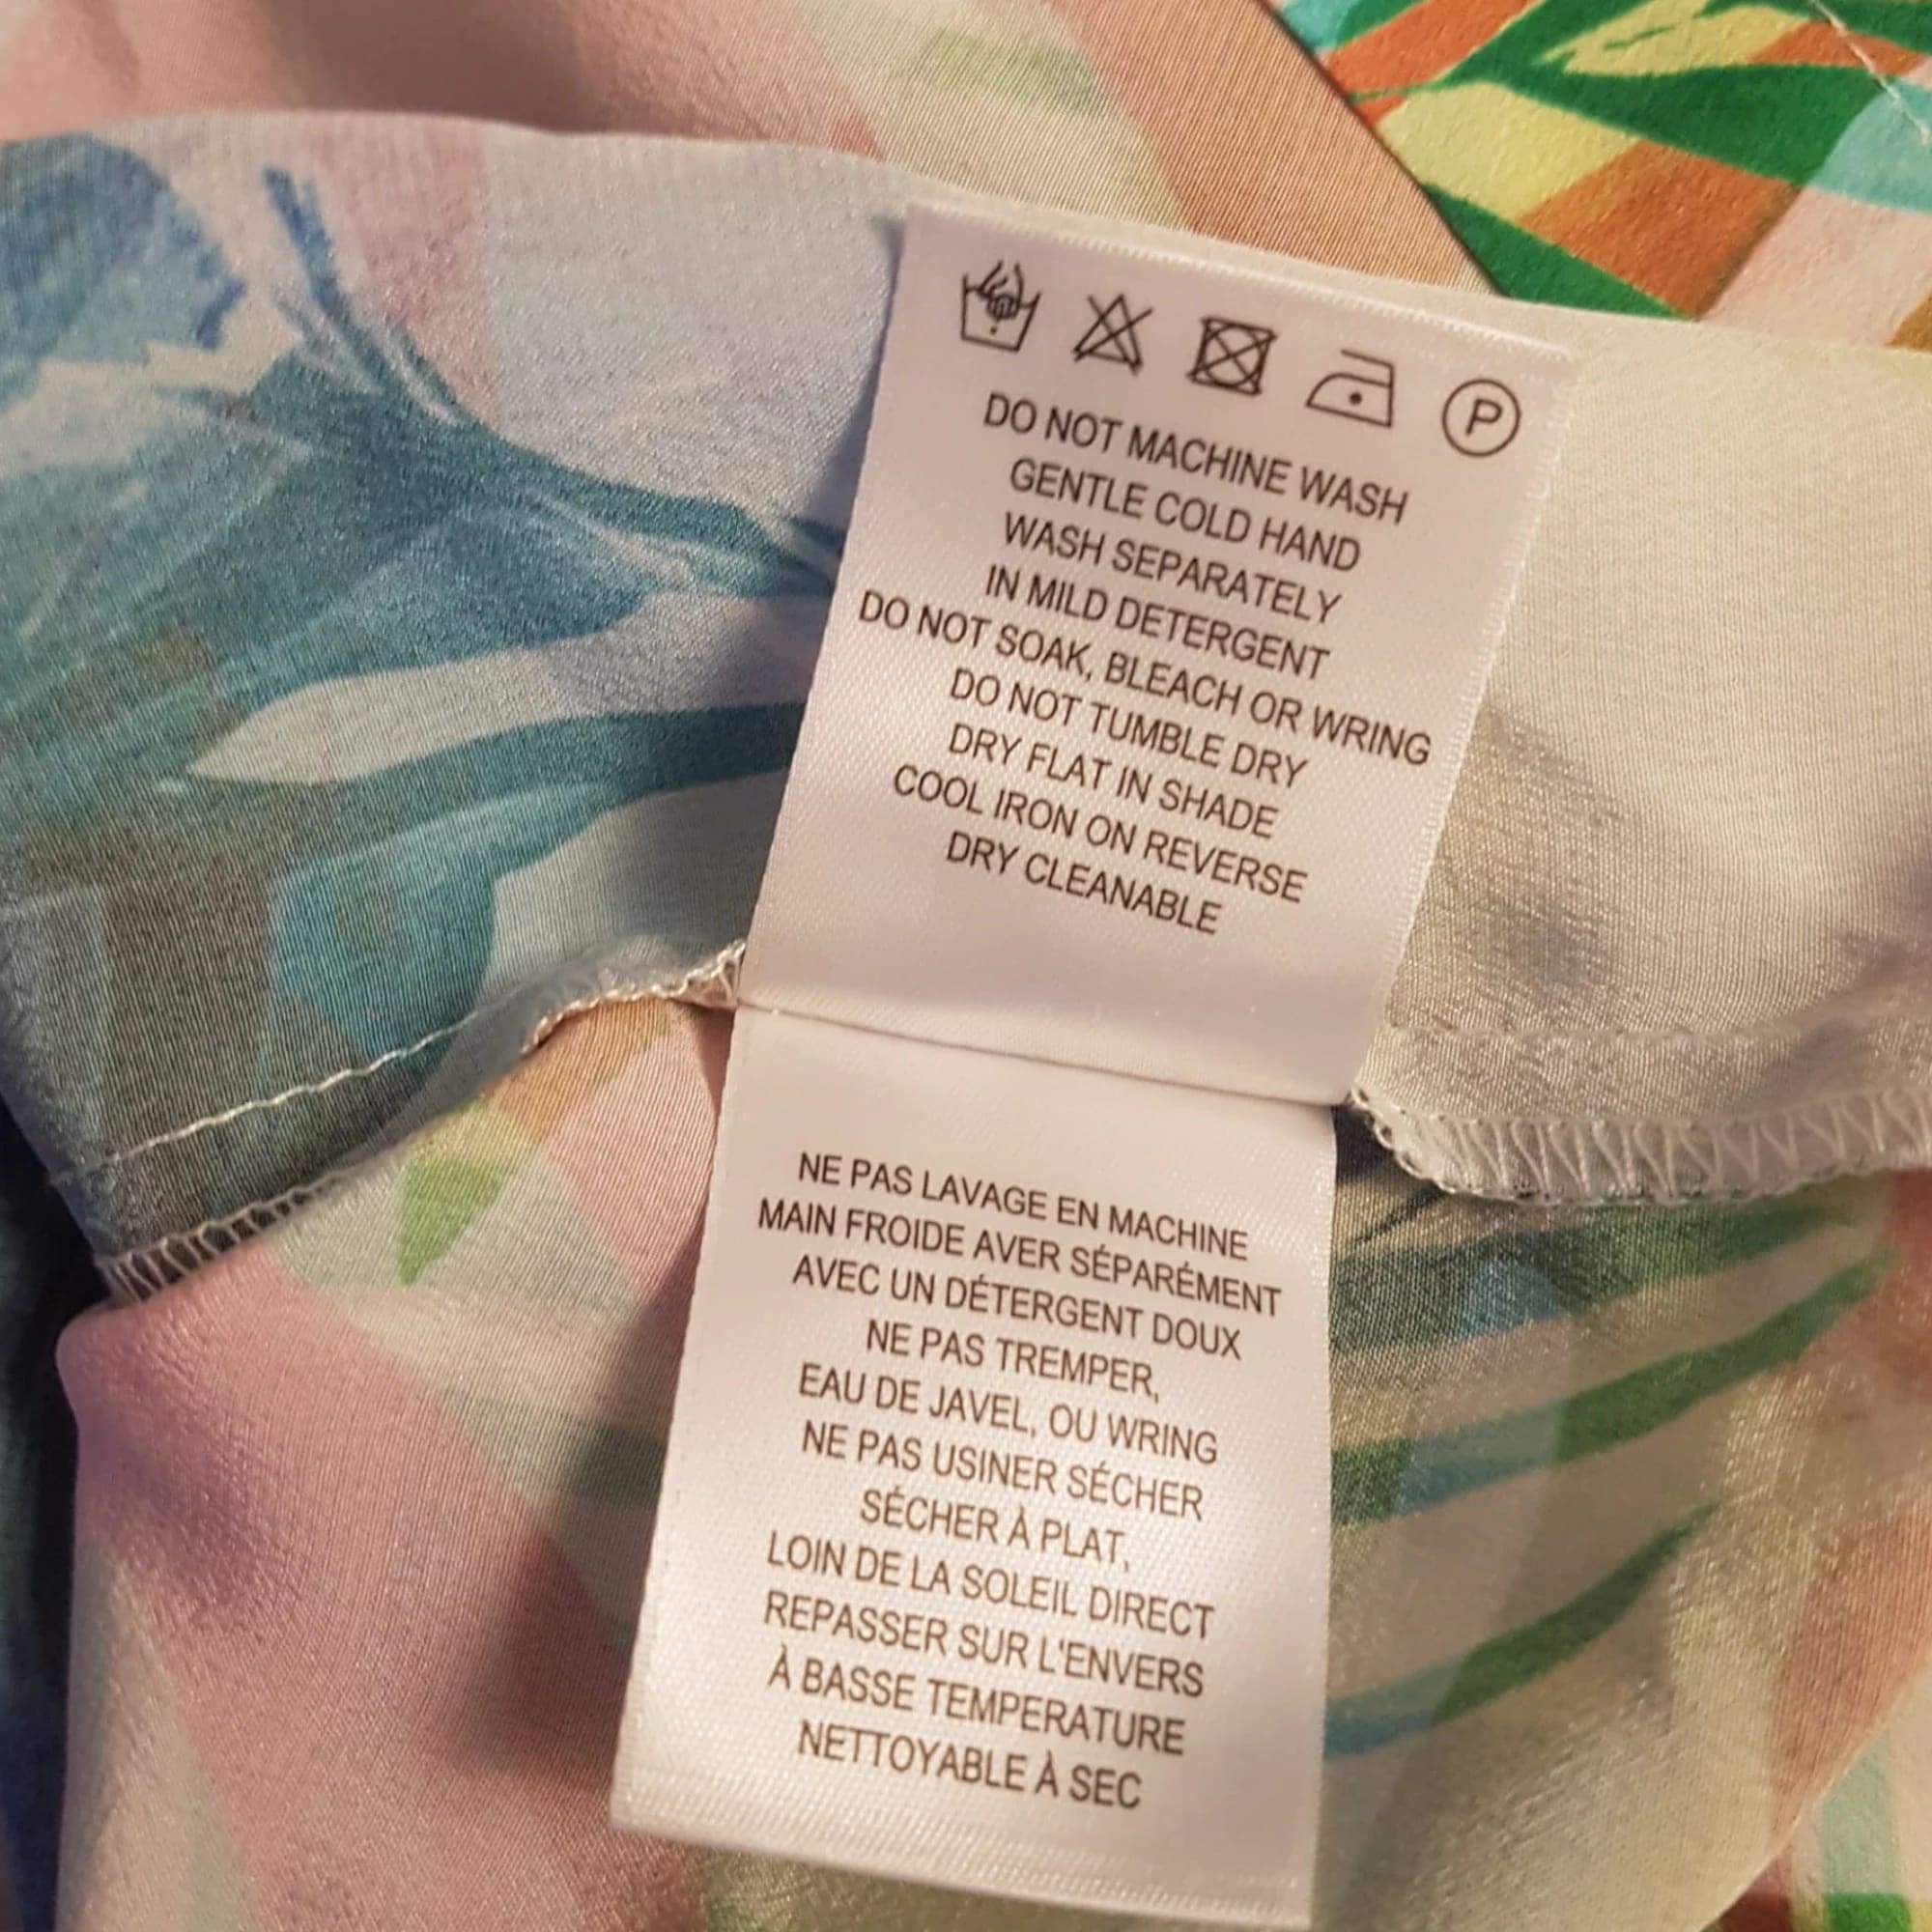 P
DO NOT MACHINE WASH
GENTLE COLD HAND
WASH SEPARATELY
IN MILD DETERGENT
DO NOT SOAK, BLEACH OR WRING
DO NOT TUMBLE DRY
DRY FLAT IN SHADE
COOL IRON ON REVERSE
DRY CLEANABLE
NE PAS LAVAGE EN MACHINE
MAIN FROIDE AVER SÉPARÉMENT
AVEC UN DÉTERGENT DOUX
NE PAS TREMPER,
EAU DE JAVEL, OU WRING
NE PAS USINER SÉCHER
SÉCHER À PLAT,
LOIN DE LA SOLEIL DIRECT
REPASSER SUR L'ENVERS
À BASSE TEMPERATURE
NETTOYABLE À SEC